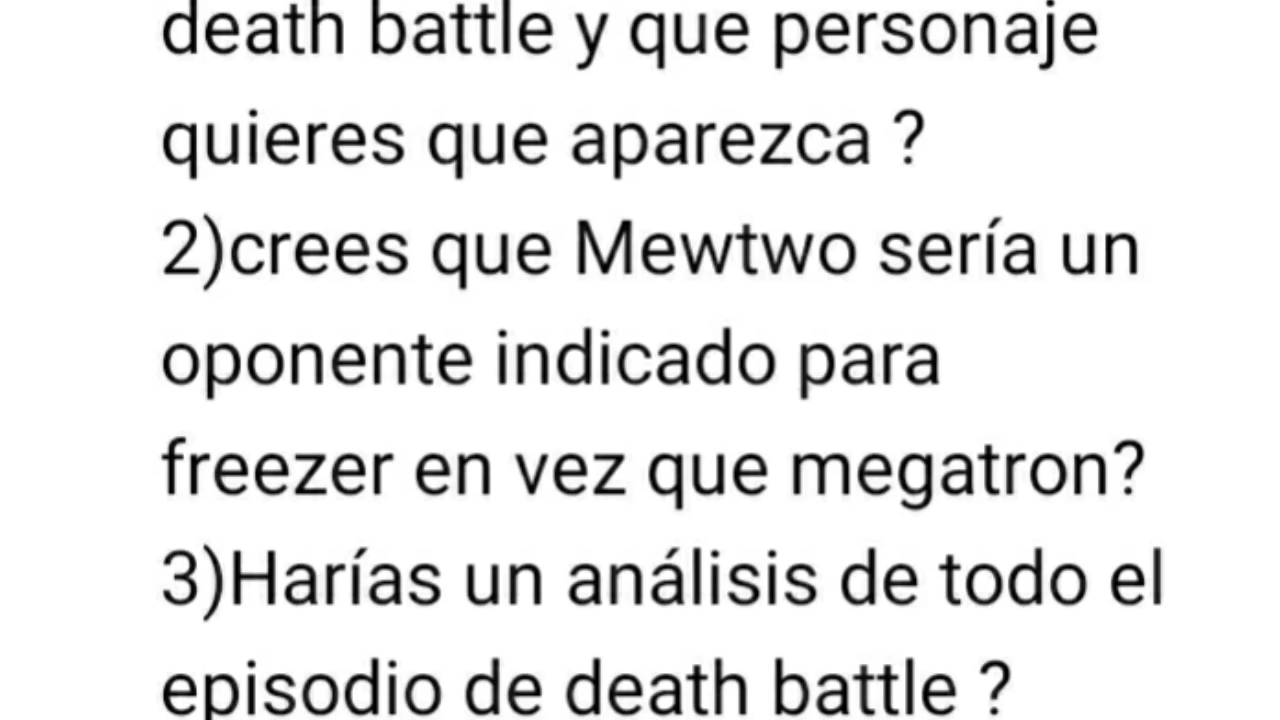 death battle y que personaje
quieres que aparezca ?
2)crees que Mewtwo sería un
oponente indicado para
freezer en vez que megatron?
3)Harías un análisis de todo el
episodio de death battle ?